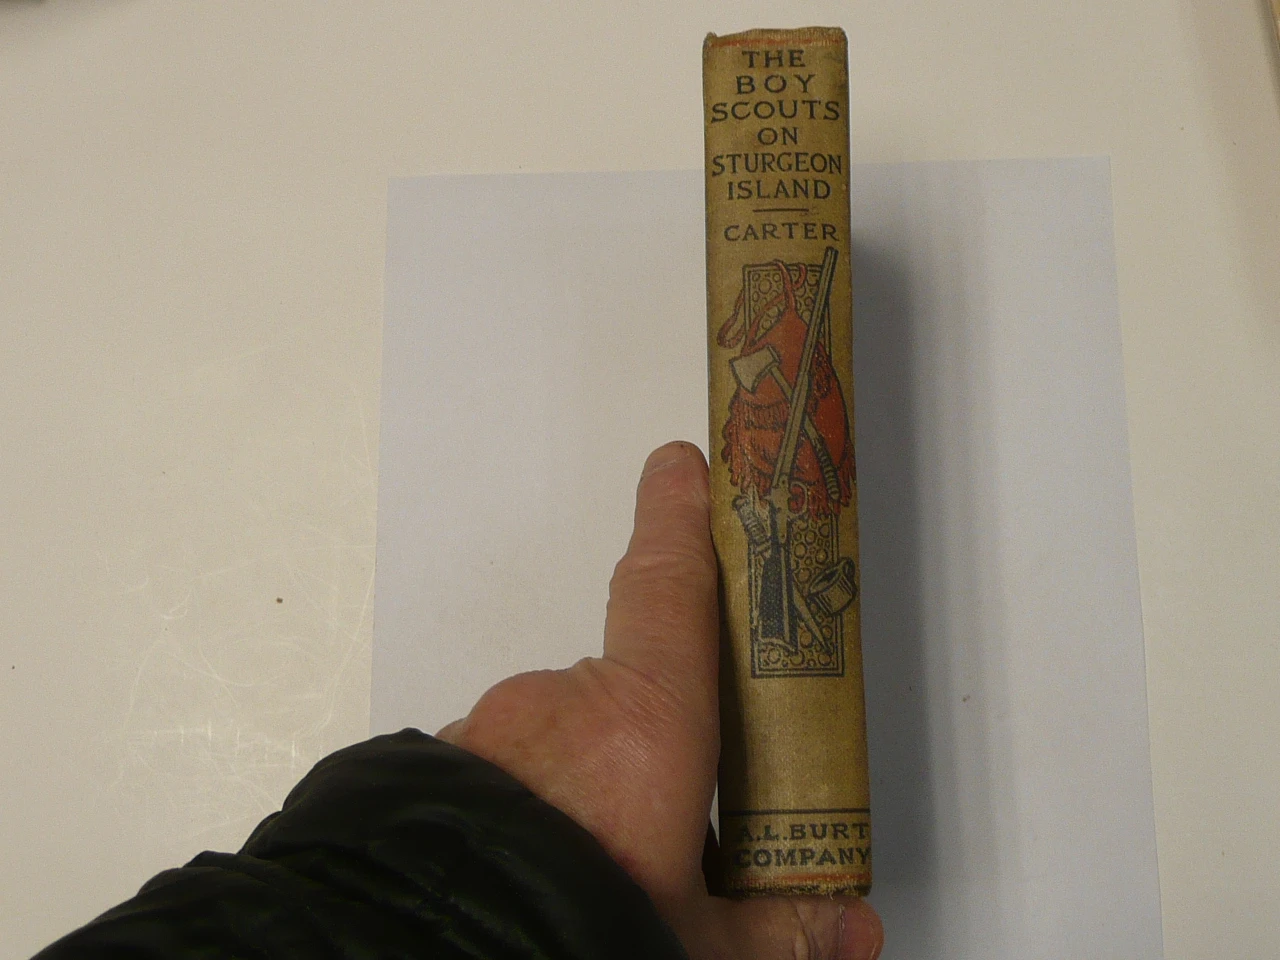 THE
BOY
SCOUTS
ON
STURGEON
ISLAND
CARTER
A.L.BURT
COMPANY